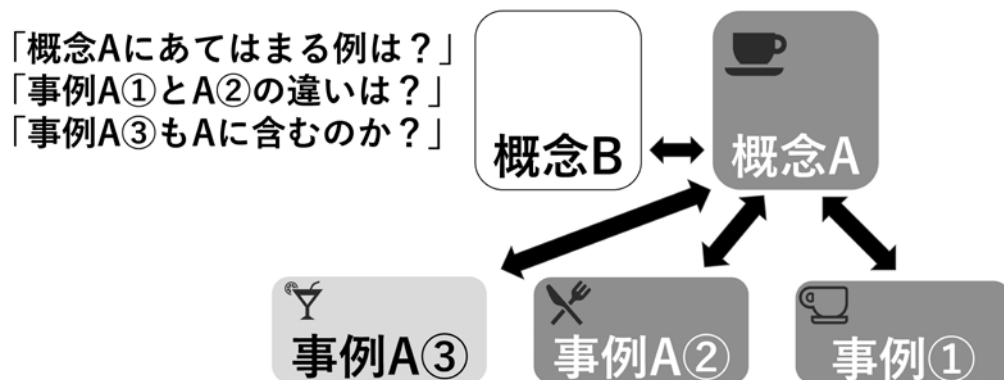 「概念Aにあてはまる例は？」
「事例A①とA②の違いは？」
「事例A③もAに含むのか？」
概念B
概念A
事例A③
事例A②
事例①